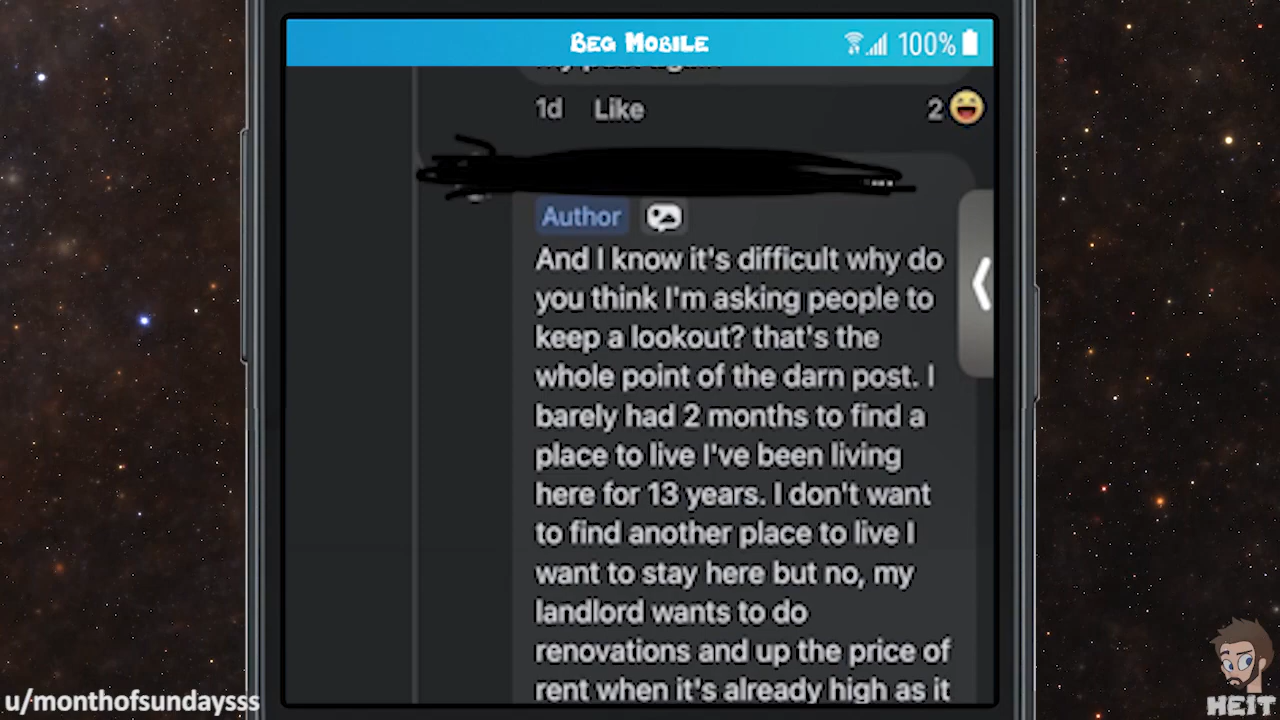 BEG MOBILE
100%
1d Like
2
Author
And I know it's difficult why do
you think I'm asking people to
keep a lookout? that's the
whole point of the darn post. I
barely had 2 months to find a
place to live I've been living
here for 13 years. I don't want
to find another place to live I
want to stay here but no, my
landlord wants to do
renovations and up the price of
rent when it's already high as it
u/monthofsundaysss
HEIT